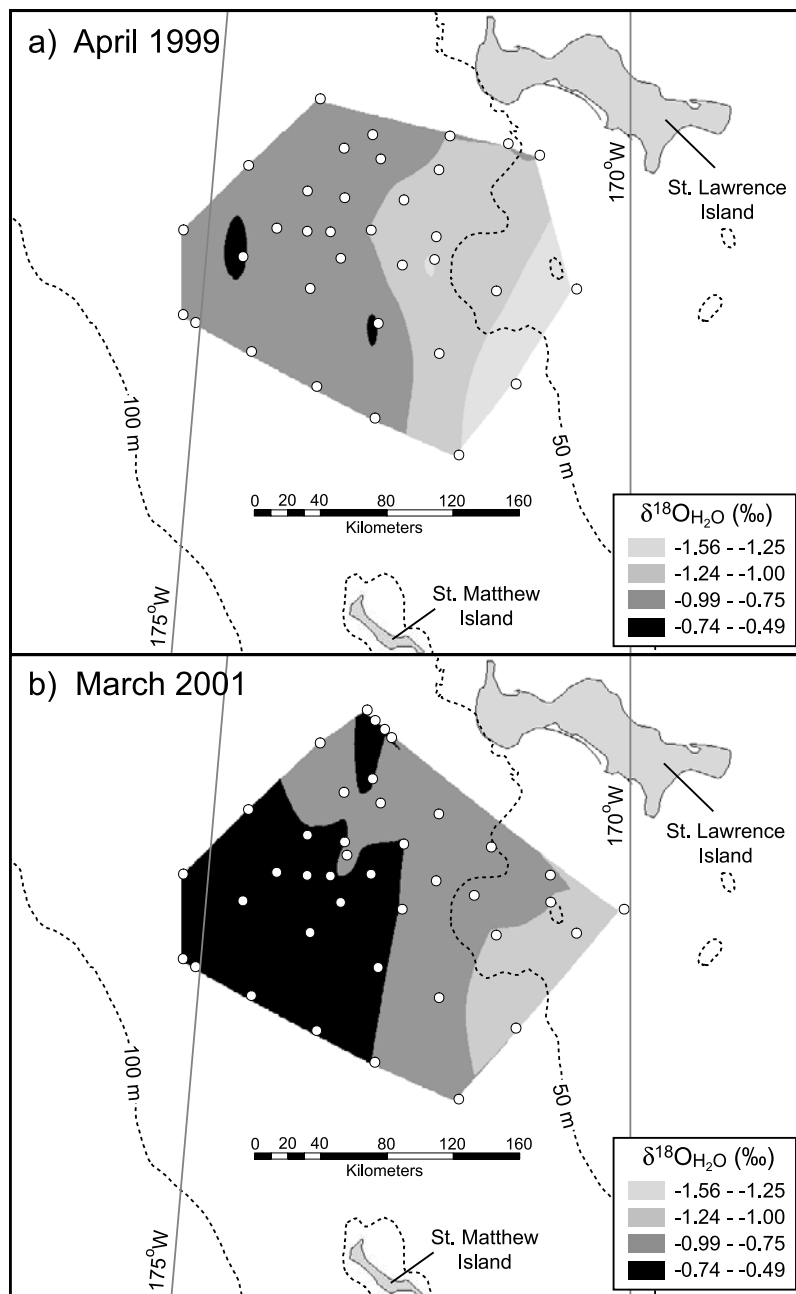 a) April 1999
170°W
St. Lawrence
Island
100 m
50 m
0 20 40 80 120 160
Kilometers
175°W
St. Matthew
Island
δ¹⁸O_H₂O (‰)
-1.56 - -1.25
-1.24 - -1.00
-0.99 - -0.75
-0.74 - -0.49
b) March 2001
170°W
St. Lawrence
Island
100 m
50 m
0 20 40 80 120 160
Kilometers
175°W
St. Matthew
Island
δ¹⁸O_H₂O (‰)
-1.56 - -1.25
-1.24 - -1.00
-0.99 - -0.75
-0.74 - -0.49